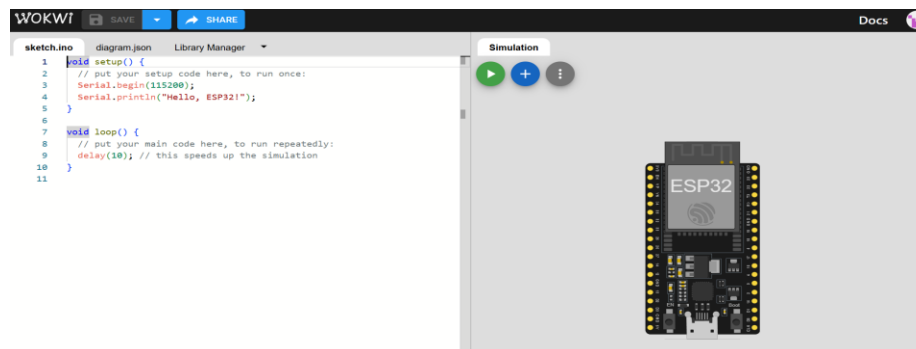 WOKWI SAVE SHARE Docs
sketch.ino diagram.json Library Manager
Simulation
1 void setup() {
2 // put your setup code here, to run once:
3 Serial.begin(115200);
4 Serial.println("Hello, ESP32!");
5 }
6
7 void loop() {
8 // put your main code here, to run repeatedly:
9 delay(10); // this speeds up the simulation
10 }
11
ESP32
EN Boot